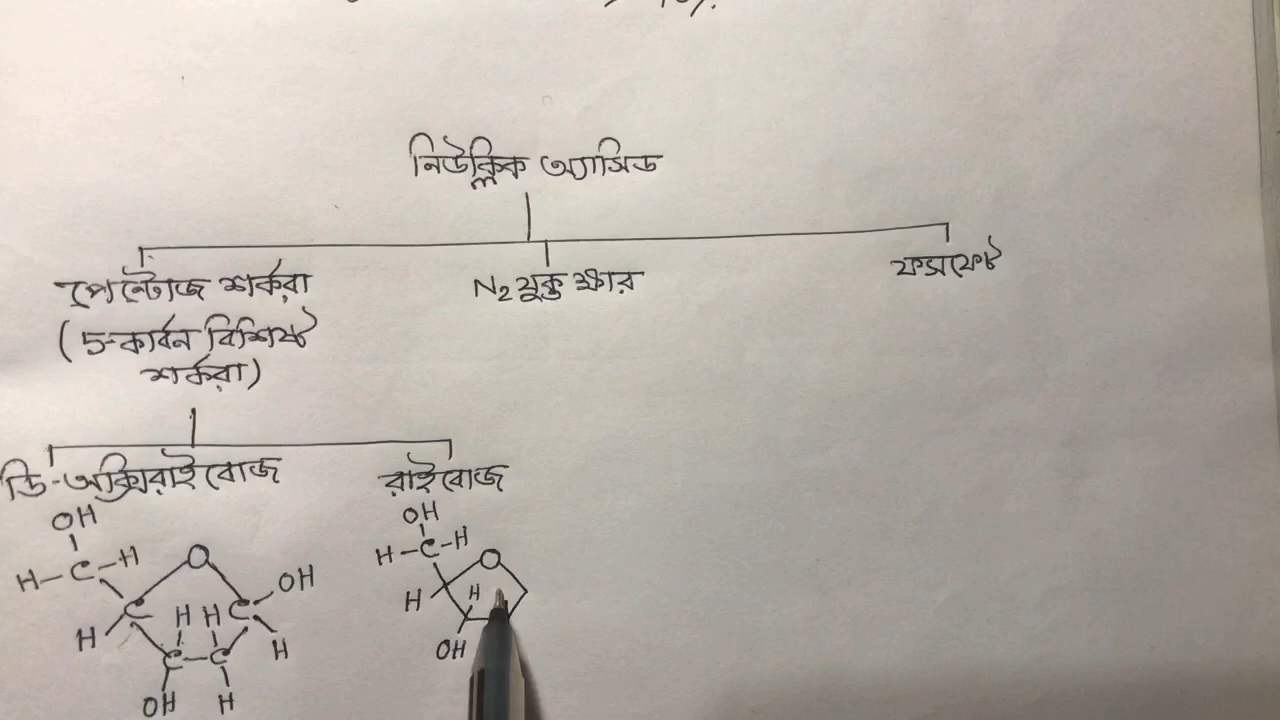 নিউক্লিক অ্যাসিড
পেন্টোজ শর্করা
(5-কার্বন বিশিষ্ট
শর্করা)
N2 যুক্ত ক্ষার
ফসফেট
ডি-অক্সিরাইবোজ
OH
H-C-H
O
C
C
OH
H
H
H
H
C-C
OH
H
রাইবোজ
OH
H-C-H
O
H
H
OH